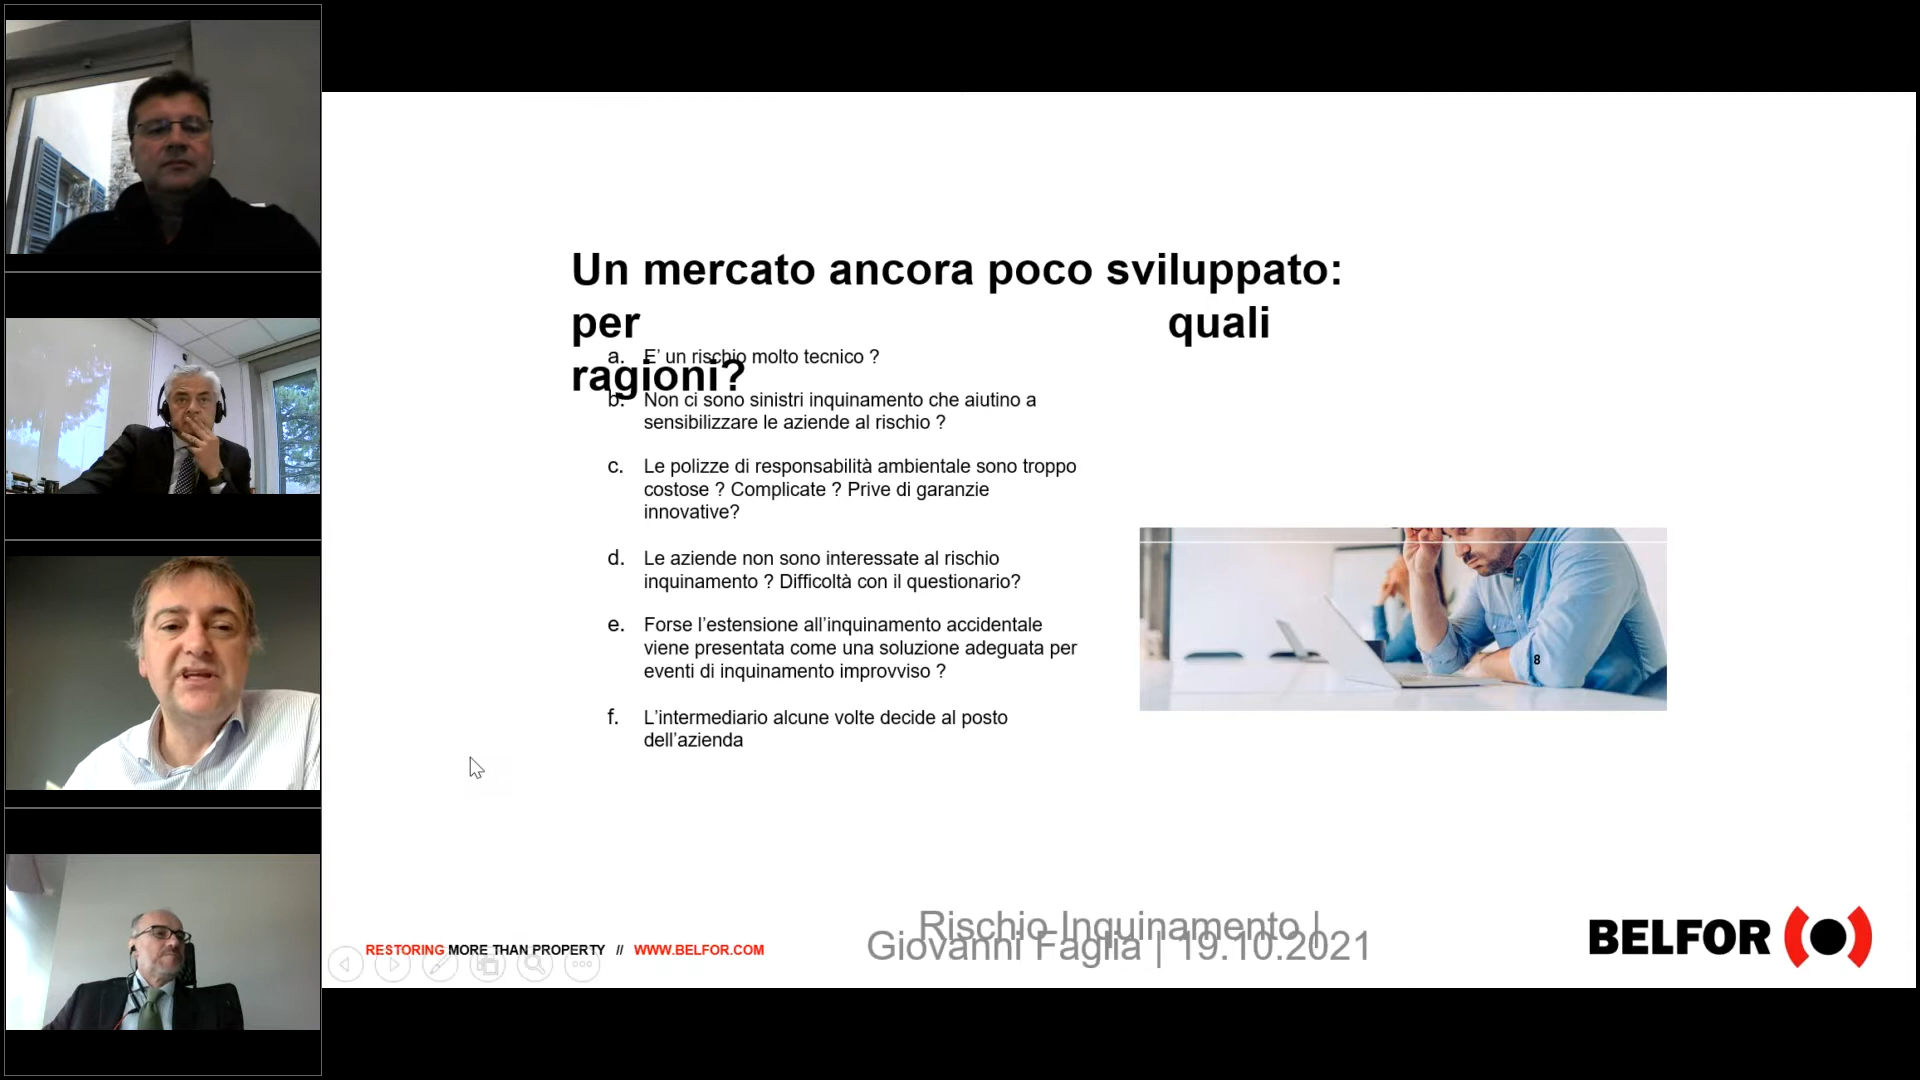 Un mercato ancora poco sviluppato:
per quali
ragioni?
a. E’ un rischio molto tecnico ?
b. Non ci sono sinistri inquinamento che aiutino a
sensibilizzare le aziende al rischio ?
c. Le polizze di responsabilità ambientale sono troppo
costose ? Complicate ? Prive di garanzie
innovative?
d. Le aziende non sono interessate al rischio
inquinamento ? Difficoltà con il questionario?
e. Forse l’estensione all’inquinamento accidentale
viene presentata come una soluzione adeguata per
eventi di inquinamento improvviso ?
f. L’intermediario alcune volte decide al posto
dell’azienda
8
RESTORING MORE THAN PROPERTY // WWW.BELFOR.COM
Rischio Inquinamento |
Giovanni Faglia | 19.10.2021
BELFOR